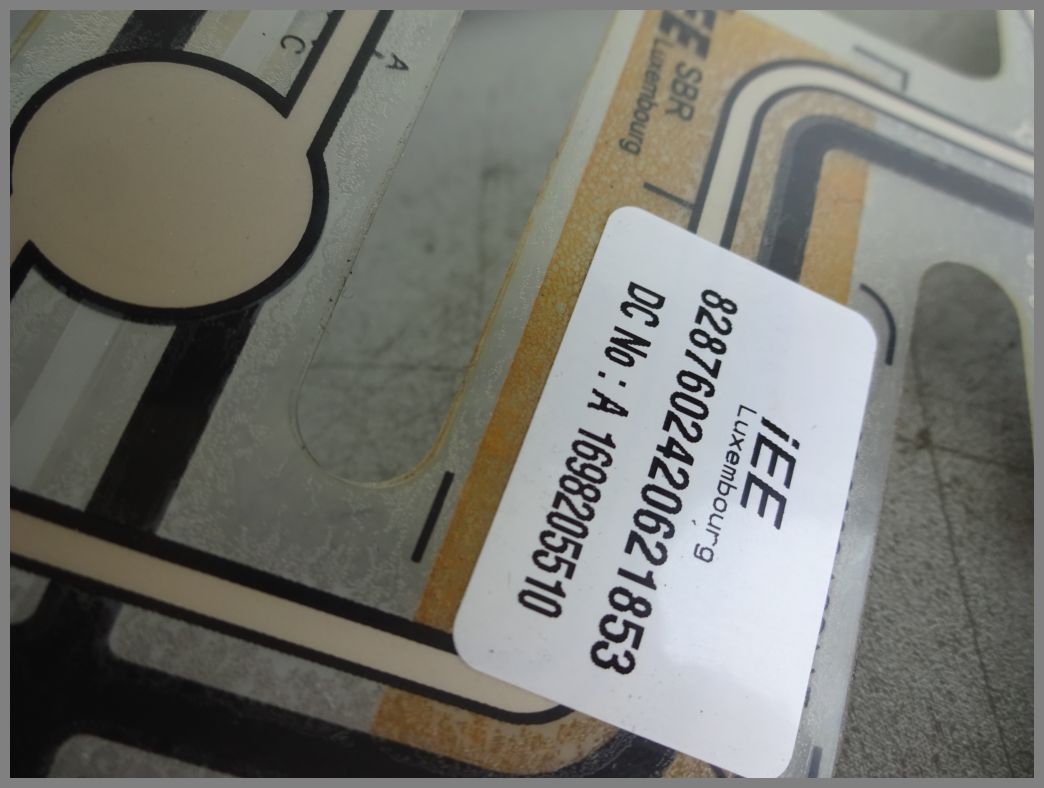 C
A
iEE SBR
Luxembourg
iEE
Luxembourg
8287602420621853
DC No : A 1698205510